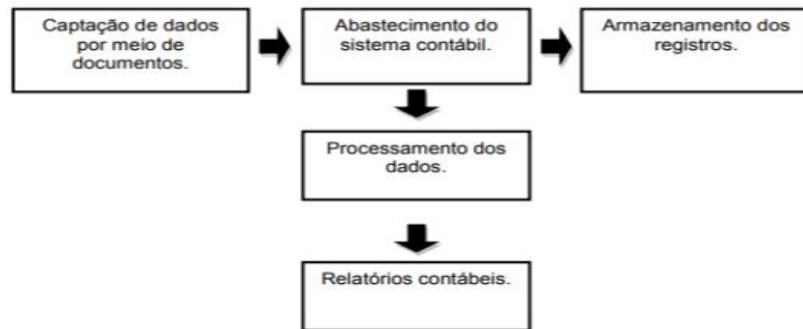 Captação de dados
por meio de
documentos.
Abastecimento do
sistema contábil.
Armazenamento dos
registros.
Processamento dos
dados.
Relatórios contábeis.